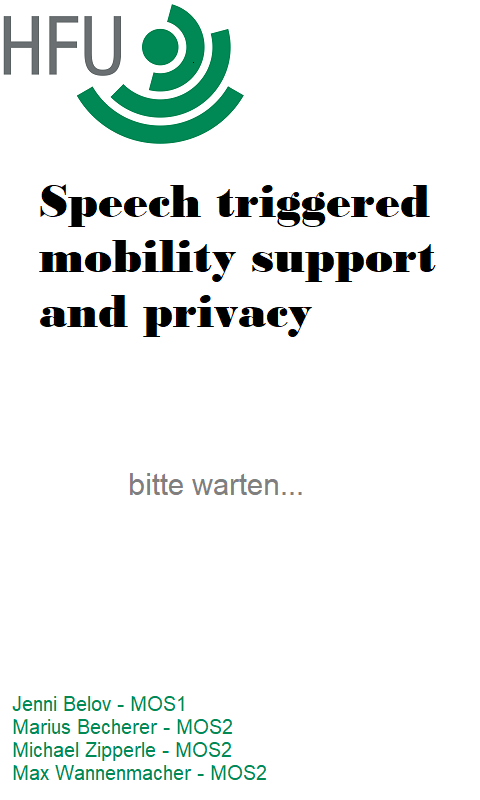 HFU
Speech triggered
mobility support
and privacy
bitte warten...
Jenni Belov - MOS1
Marius Becherer - MOS2
Michael Zipperle - MOS2
Max Wannenmacher - MOS2